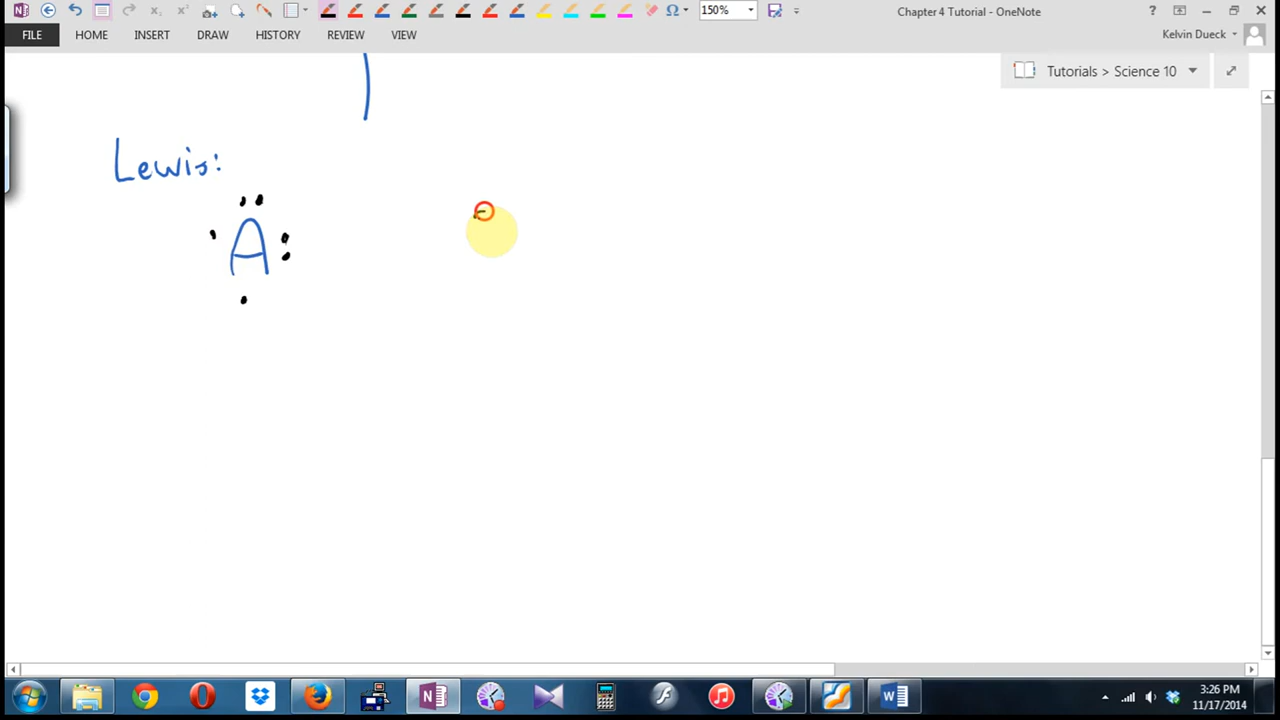 150%
Chapter 4 Tutorial - OneNote
?
FILE HOME INSERT DRAW HISTORY REVIEW VIEW
Kelvin Dueck
Tutorials > Science 10
Lewis:
A
3:26 PM
11/17/2014